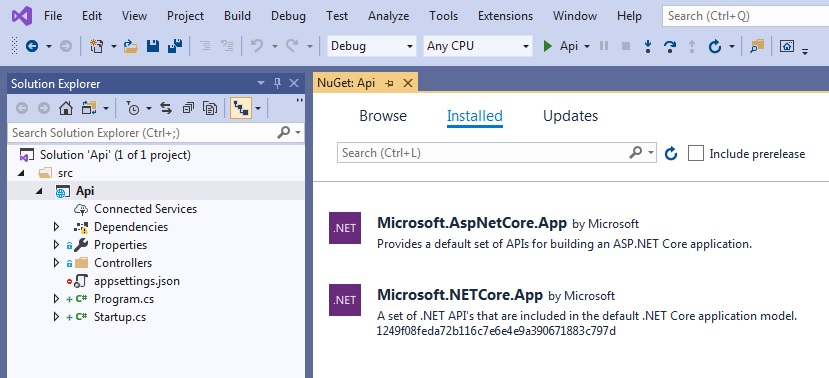 File Edit View Project Build Debug Test NuGet Analyze Tools Installs Extensions Window Help Search (Ctrl+Q)
Debug Any CPU Api
Solution Explorer
Search Solution Explorer (Ctrl+;)
Solution 'Api' (1 of 1 project)
src
Api
Connected Services
Dependencies
Properties
C# Controllers
appsettings.json
C# Program.cs
C# Startup.cs
NuGet: Api
Browse Installed Updates
Search (Ctrl+L) Include prerelease
.NET Microsoft.AspNetCore.App by Microsoft
Provides a default set of APIs for building an ASP.NET Core application.
.NET Microsoft.NETCore.App by Microsoft
A set of .NET API's that are included in the default .NET Core application model.
1249f08feda72b116c7e6e4e9a390671883c797d